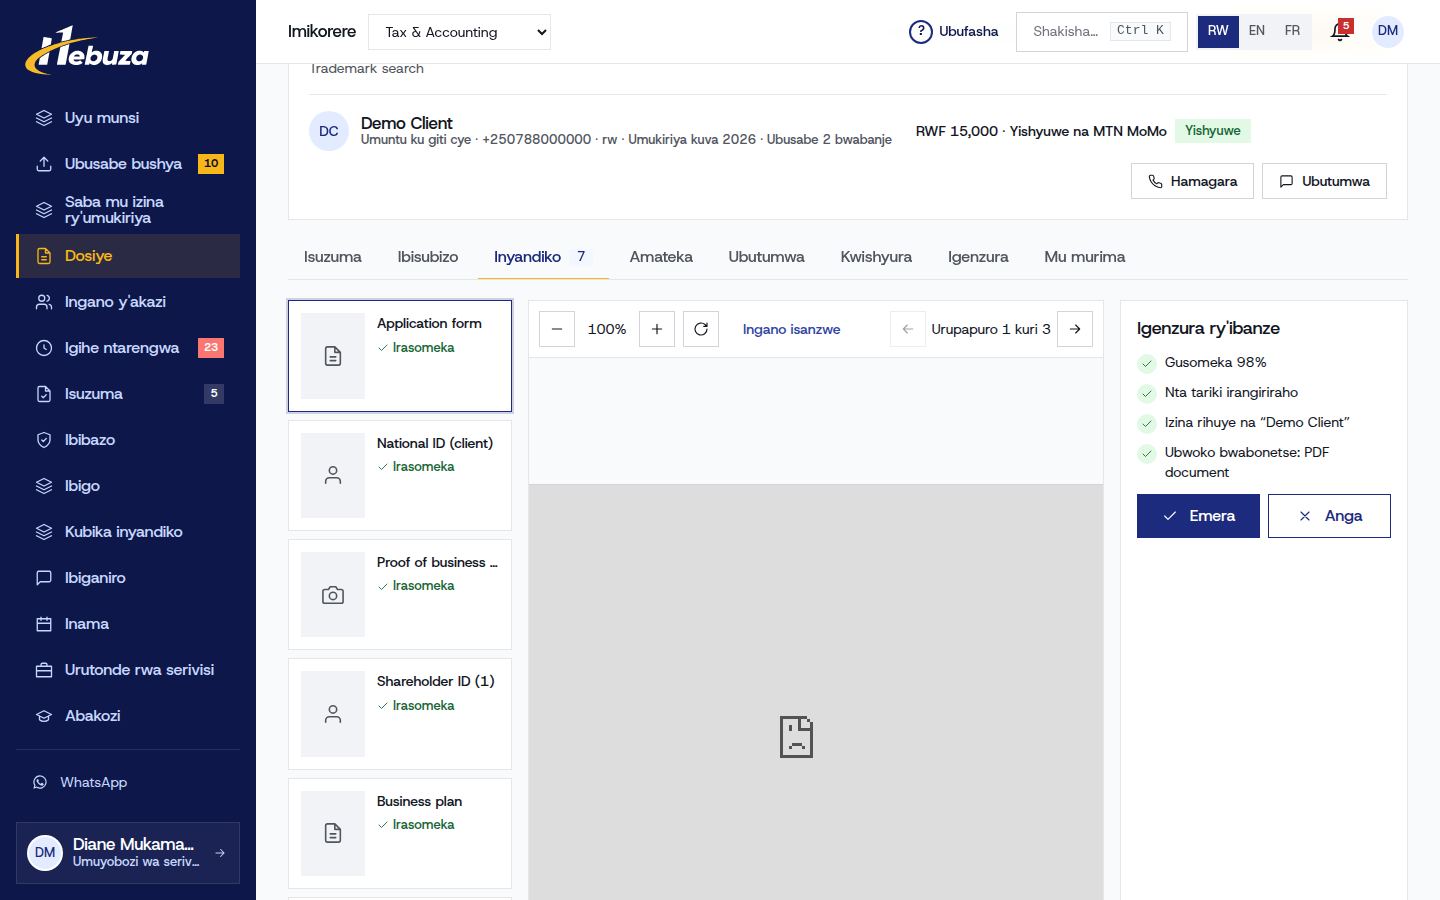 Hebuza
Uyu munsi
Ubusabe bushya 10
Saba mu izina
ry'umukiriya
Dosiye
Ingano y'akazi
Igihe ntarengwa 23
Isuzuma 5
Ibibazo
Ibigo
Kubika inyandiko
Ibiganiro
Inama
Urutonde rwa serivisi
Abakozi
WhatsApp
DM Diane Mukama...
Umuyobozi wa seriv...
Imikorere Tax & Accounting ? Ubufasha Shakisha... Ctrl K RW EN FR 5 DM
Trademark search
DC Demo Client
Umuntu ku giti cye · +250788000000 · rw · Umukiriya kuva 2026 · Ubusabe 2 bwabanje
RWF 15,000 · Yishyuwe na MTN MoMo Yishyuwe
Hamagara Ubutumwa
Isuzuma Ibisubizo Inyandiko 7 Amateka Ubutumwa Kwishyura Igenzura Mu murima
Application form
Irasomeka
National ID (client)
Irasomeka
Proof of business ...
Irasomeka
Shareholder ID (1)
Irasomeka
Business plan
Irasomeka
100% Ingano isanzwe Urupapuro 1 kuri 3
Igenzura ry'ibanze
Gusomeka 98%
Nta tariki irangiriraho
Izina rihuye na “Demo Client”
Ubwoko bwabonetse: PDF
document
Emera Anga